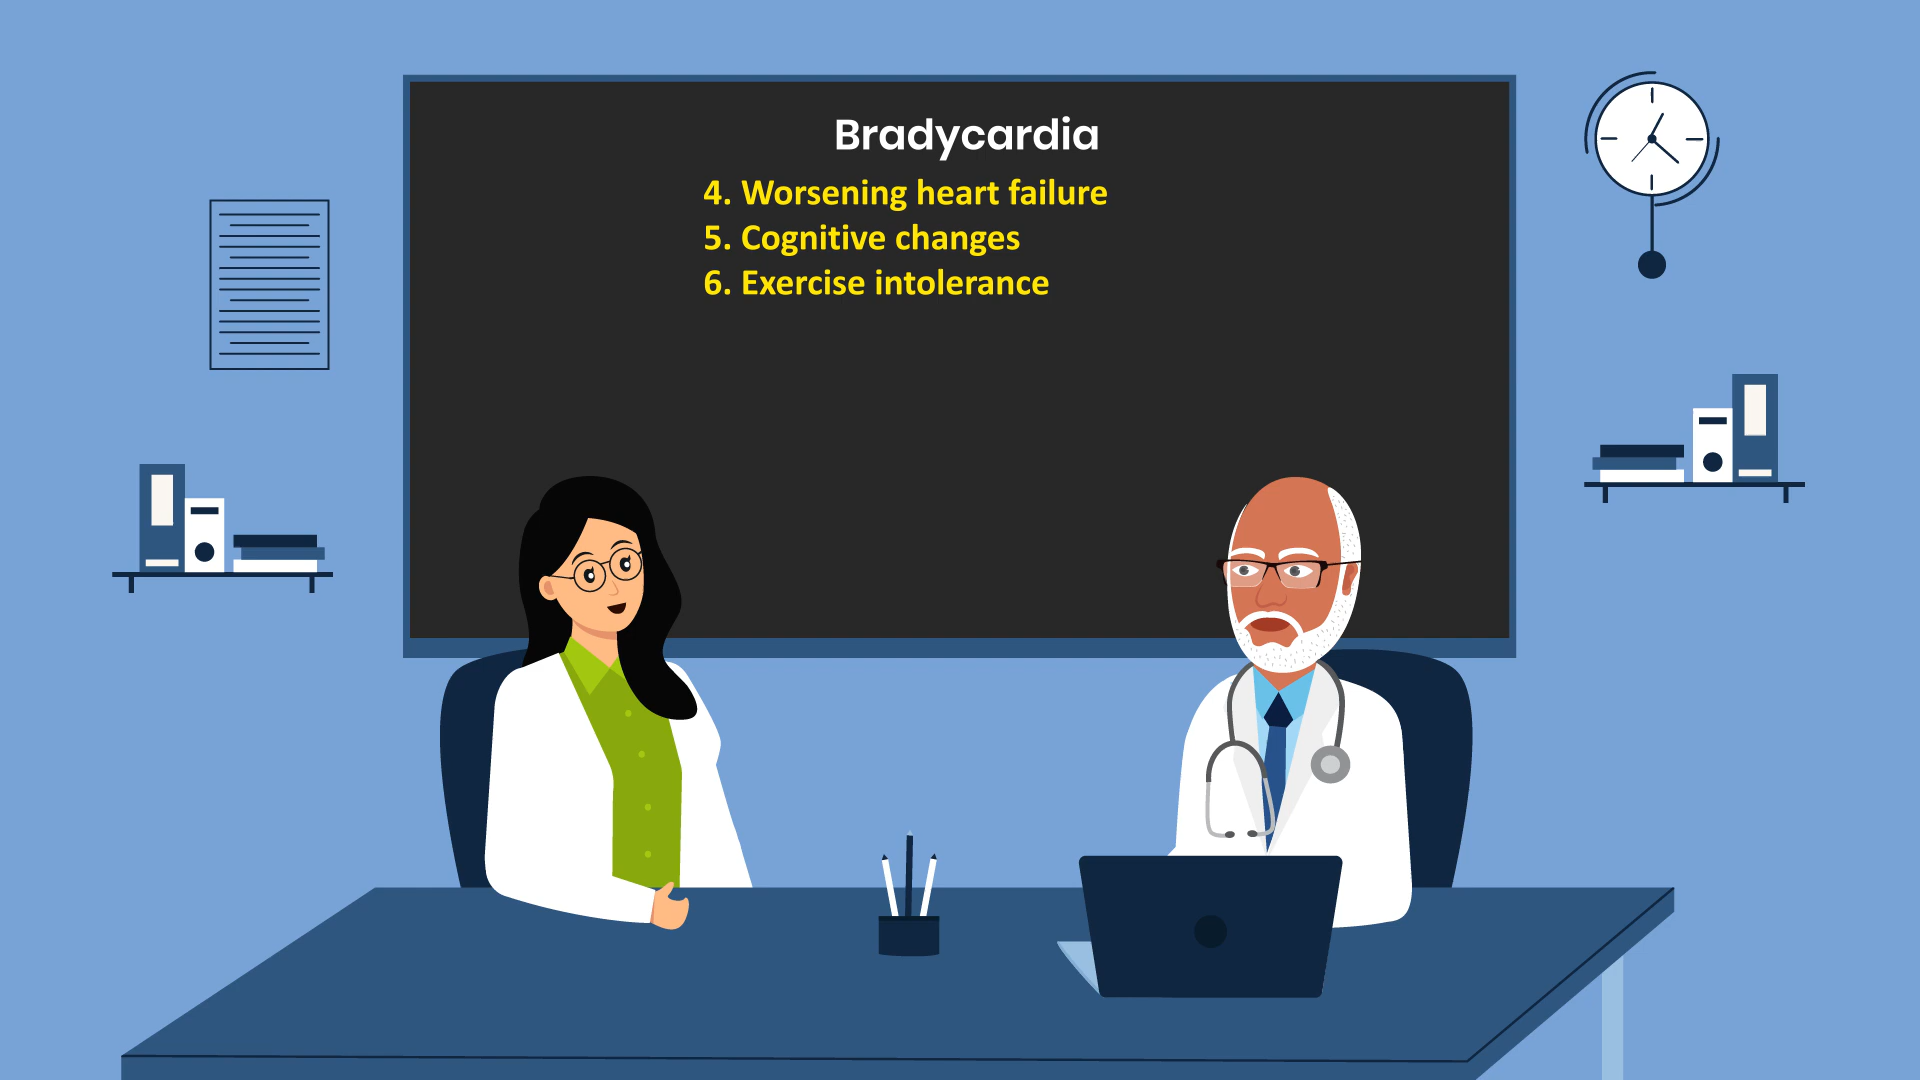 Bradycardia
4. Worsening heart failure
5. Cognitive changes
6. Exercise intolerance